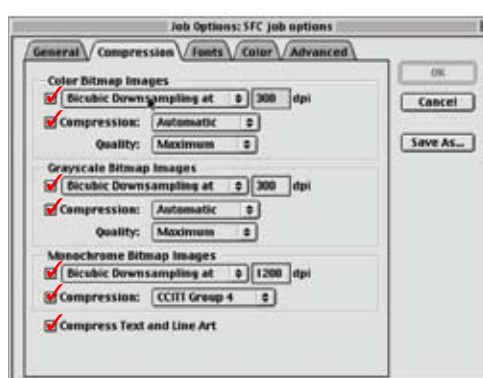 Job Options: SFC job options
General Compression Fonts Color Advanced
Color Bitmap Images
Bicubic Downsampling at 300 dpi
Compression: Automatic
Quality: Maximum
Grayscale Bitmap Images
Bicubic Downsampling at 300 dpi
Compression: Automatic
Quality: Maximum
Monochrome Bitmap Images
Bicubic Downsampling at 1200 dpi
Compression: CCITT Group 4
Compress Text and Line Art
OK
Cancel
Save As...